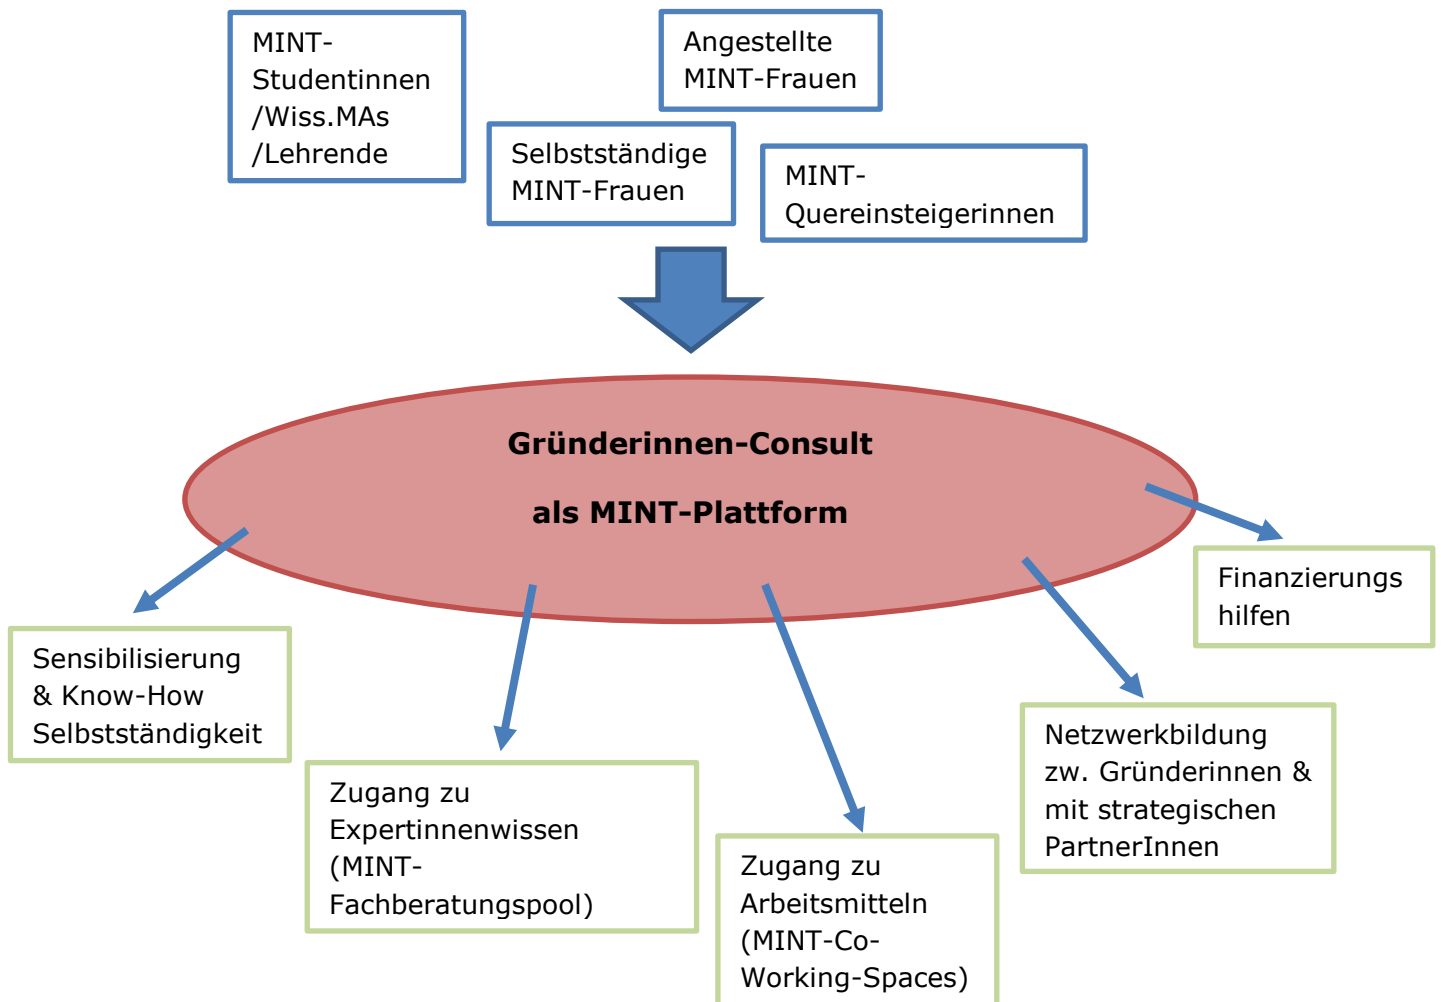 MINT-
Studentinnen
/Wiss.MAs
/Lehrende
Angestellte
MINT-Frauen
Selbstständige
MINT-Frauen
MINT-
Quereinsteigerinnen
Gründerinnen-Consult
als MINT-Plattform
Sensibilisierung
& Know-How
Selbstständigkeit
Zugang zu
Expertinnenwissen
(MINT-
Fachberatungspool)
Zugang zu
Arbeitsmitteln
(MINT-Co-
Working-Spaces)
Netzwerkbildung
zw. Gründerinnen &
mit strategischen
PartnerInnen
Finanzierungs
hilfen